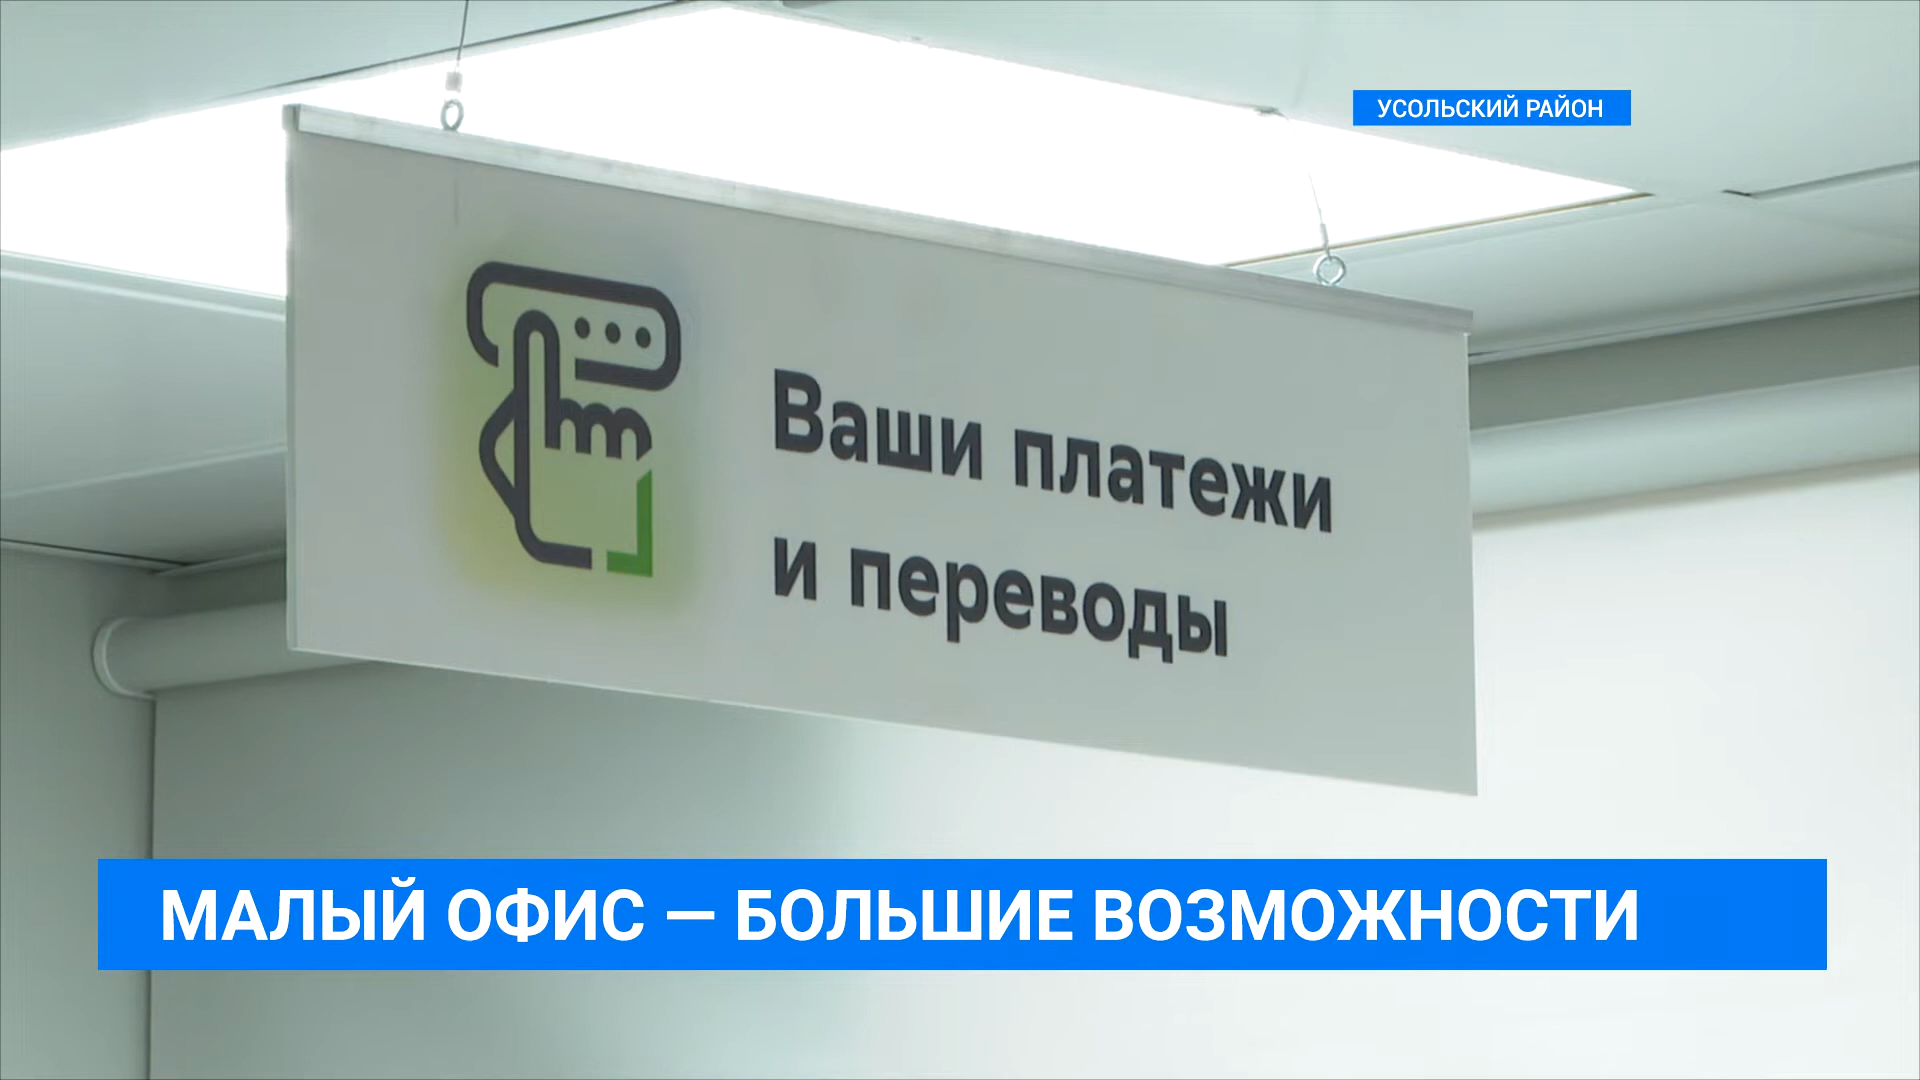 УСОЛЬСКИЙ РАЙОН
Ваши платежи
и переводы
МАЛЫЙ ОФИС — БОЛЬШИЕ ВОЗМОЖНОСТИ